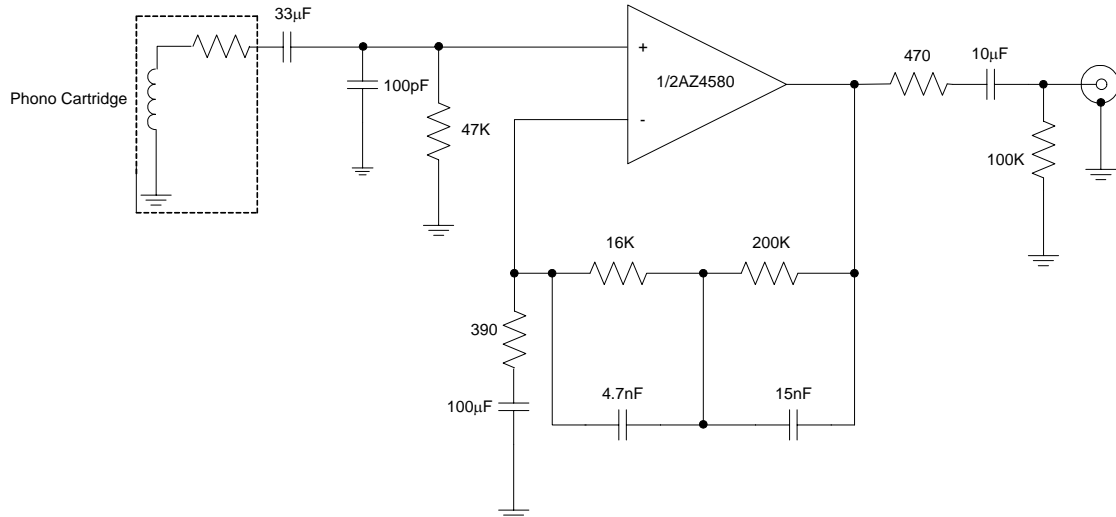 33μF
Phono Cartridge
100pF
47K
+
-
1/2AZ4580
470
10μF
100K
16K
200K
390
100μF
4.7nF
15nF